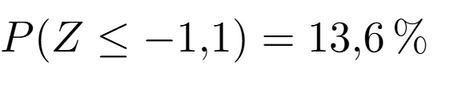 P(Z ≤ −1,1) = 13,6 %